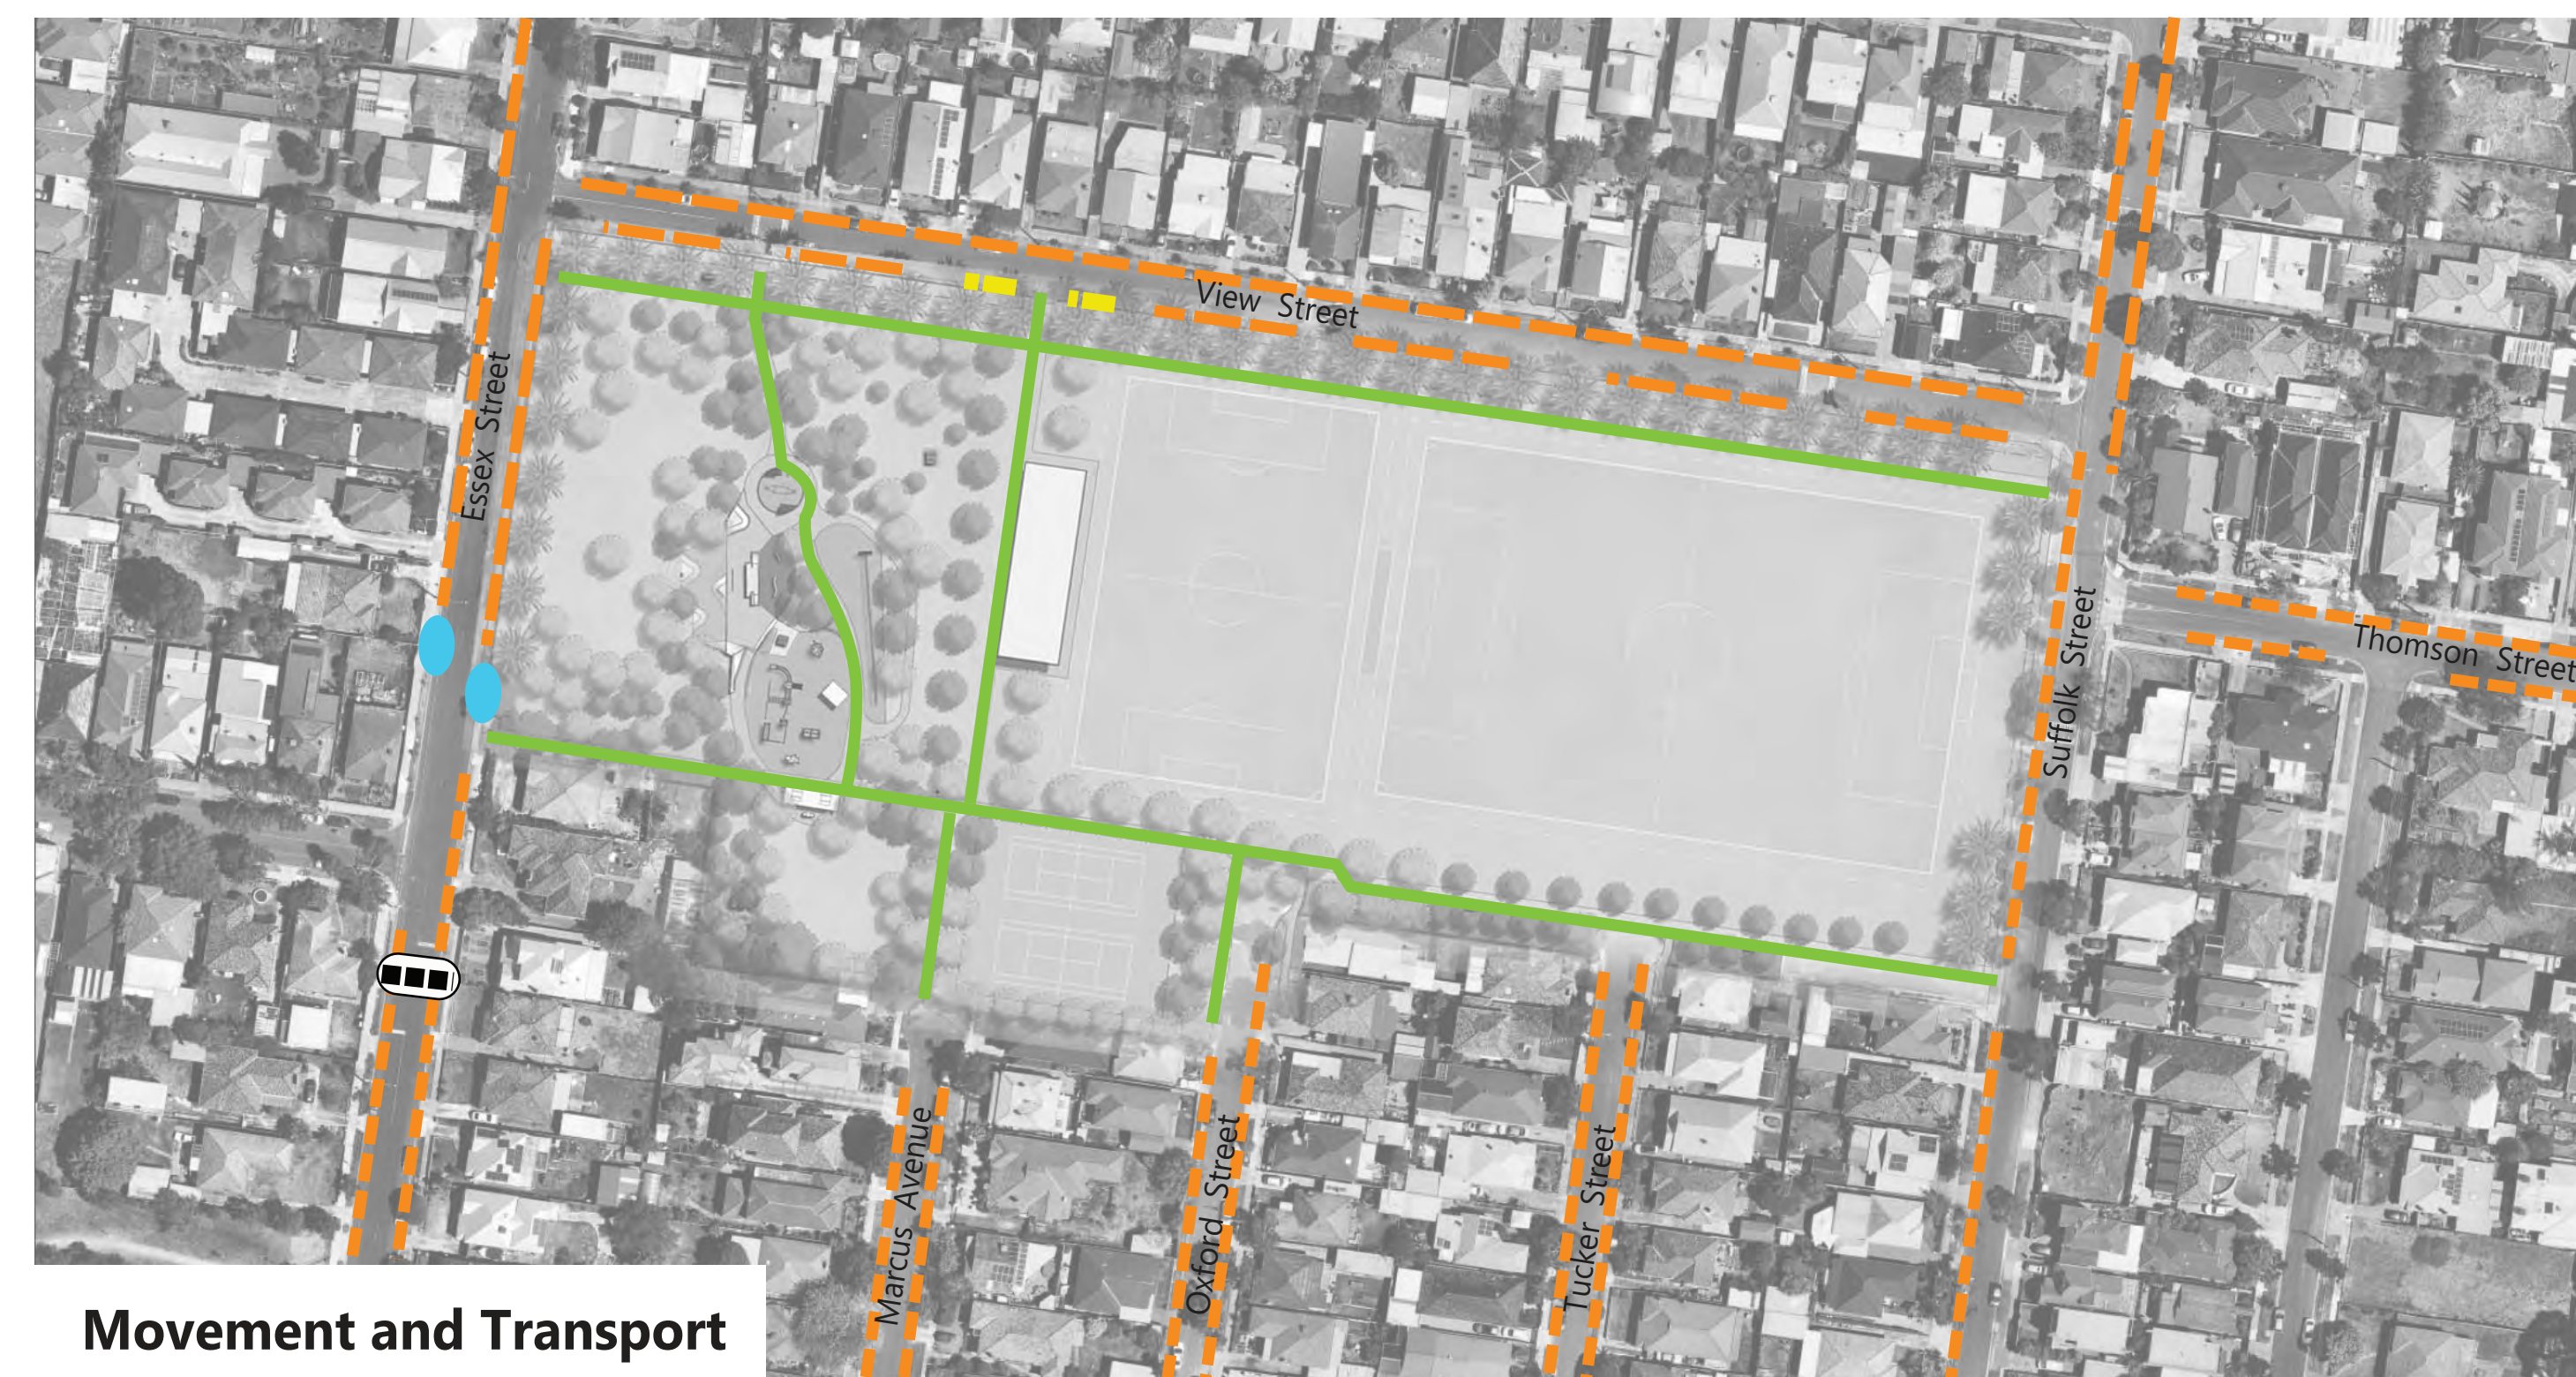 View Street
Essex Street
Thomson Street
Suffolk Street
Marcus Avenue
Oxford Street
Tucker Street
Movement and Transport